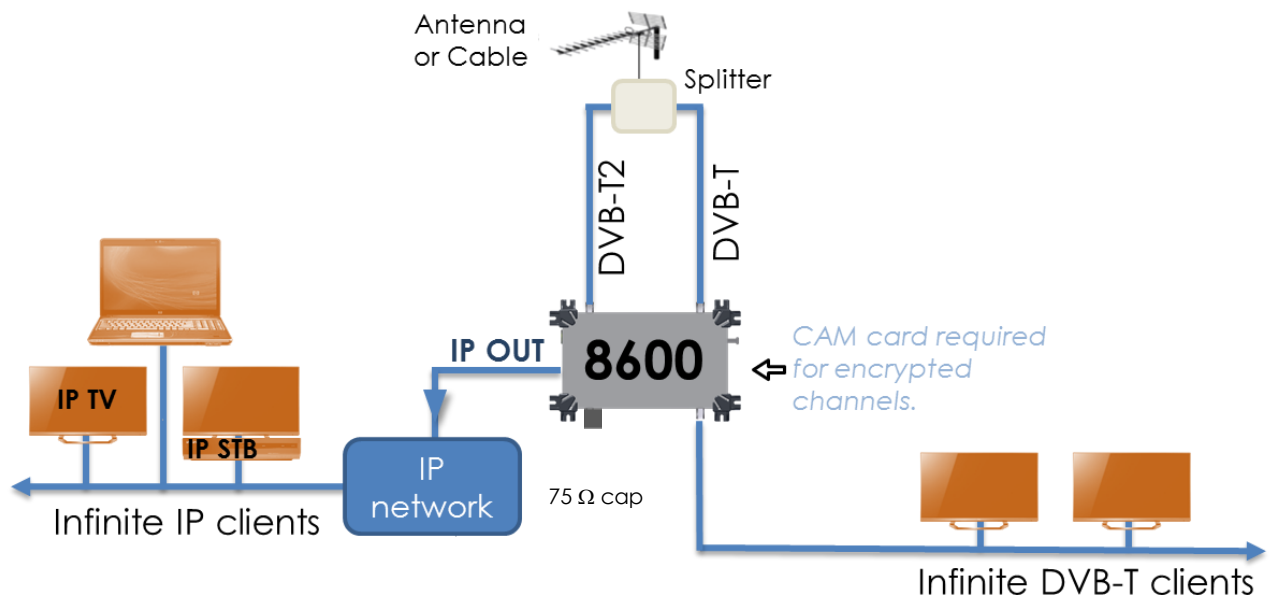 Antenna
or Cable
Splitter
DVB-T2
DVB-T
IP OUT
8600
CAM card required
for encrypted
channels.
IP TV
IP STB
IP
network
75 Ω cap
Infinite IP clients
Infinite DVB-T clients